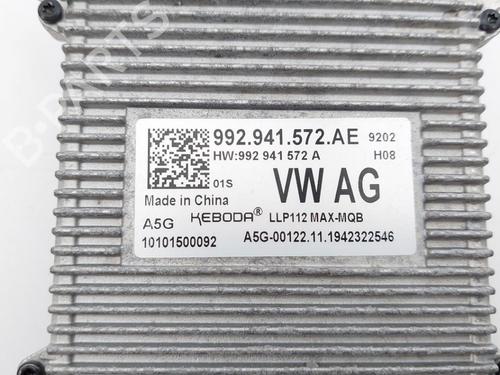 B-PARTS
992.941.572.AE 9202
HW:992 941 572 A H08
01S
VW AG
Made in China
A5G KEBODA® LLP112 MAX-MQB
10101500092 A5G-00122.11.1942322546